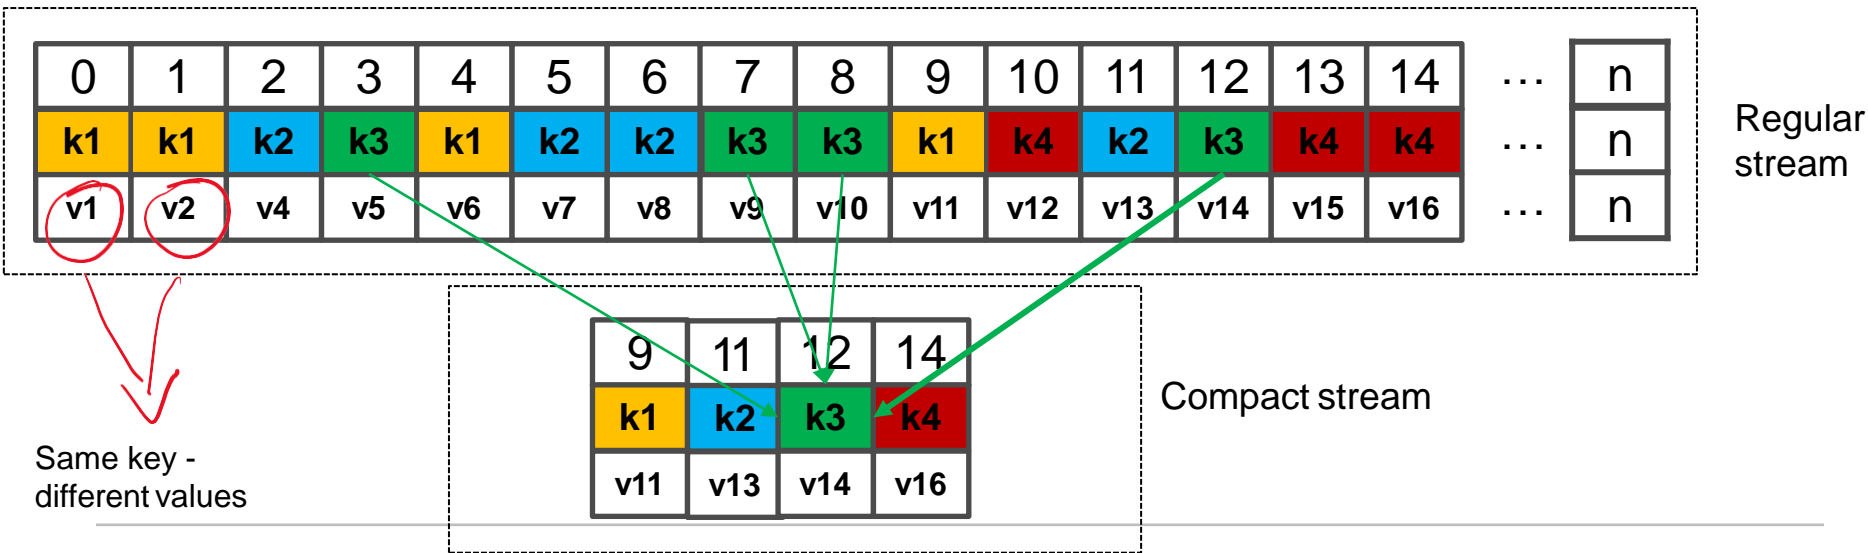 0 1 2 3 4 5 6 7 8 9 10 11 12 13 14 ... n
k1 k1 k2 k3 k1 k2 k2 k3 k3 k1 k4 k2 k3 k4 k4 ... n
v1 v2 v4 v5 v6 v7 v8 v9 v10 v11 v12 v13 v14 v15 v16 ... n
Regular
stream
9 11 12 14
k1 k2 k3 k4
v11 v13 v14 v16
Compact stream
Same key -
different values